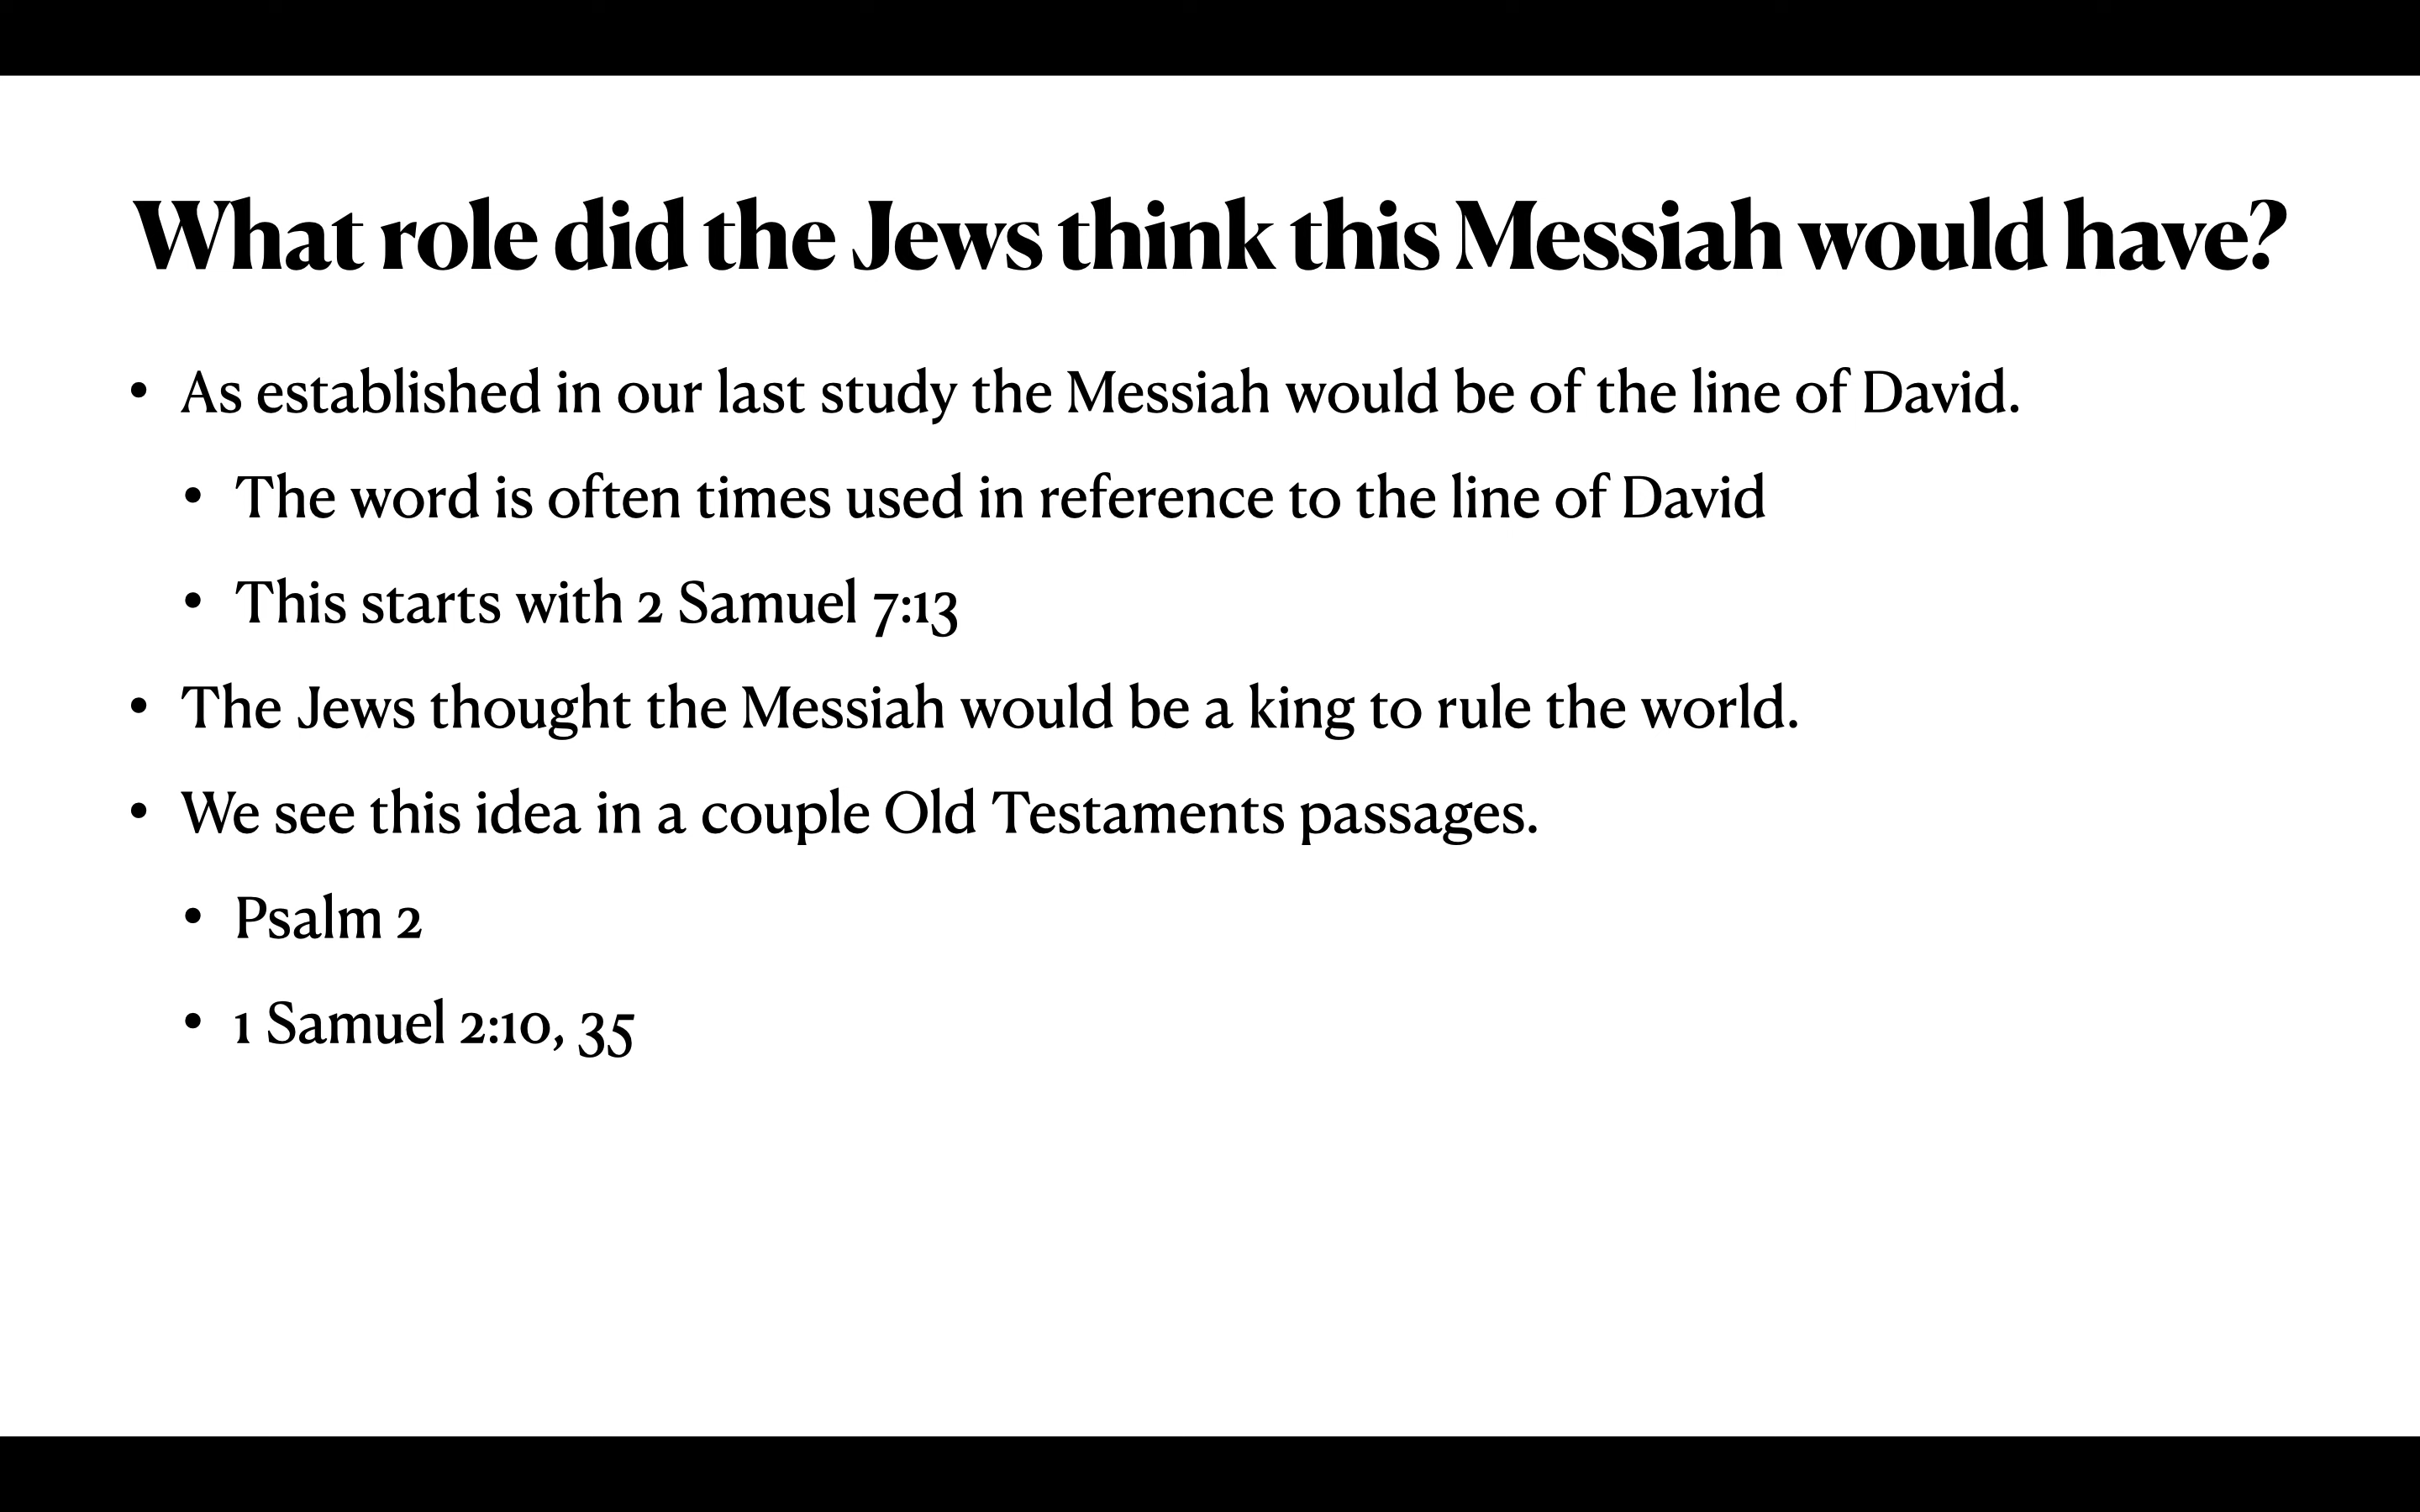 What role did the Jews think this Messiah would have?
• As established in our last study the Messiah would be of the line of David.
• The word is often times used in reference to the line of David
• This starts with 2 Samuel 7:13
• The Jews thought the Messiah would be a king to rule the world.
• We see this idea in a couple Old Testaments passages.
• Psalm 2
• 1 Samuel 2:10, 35